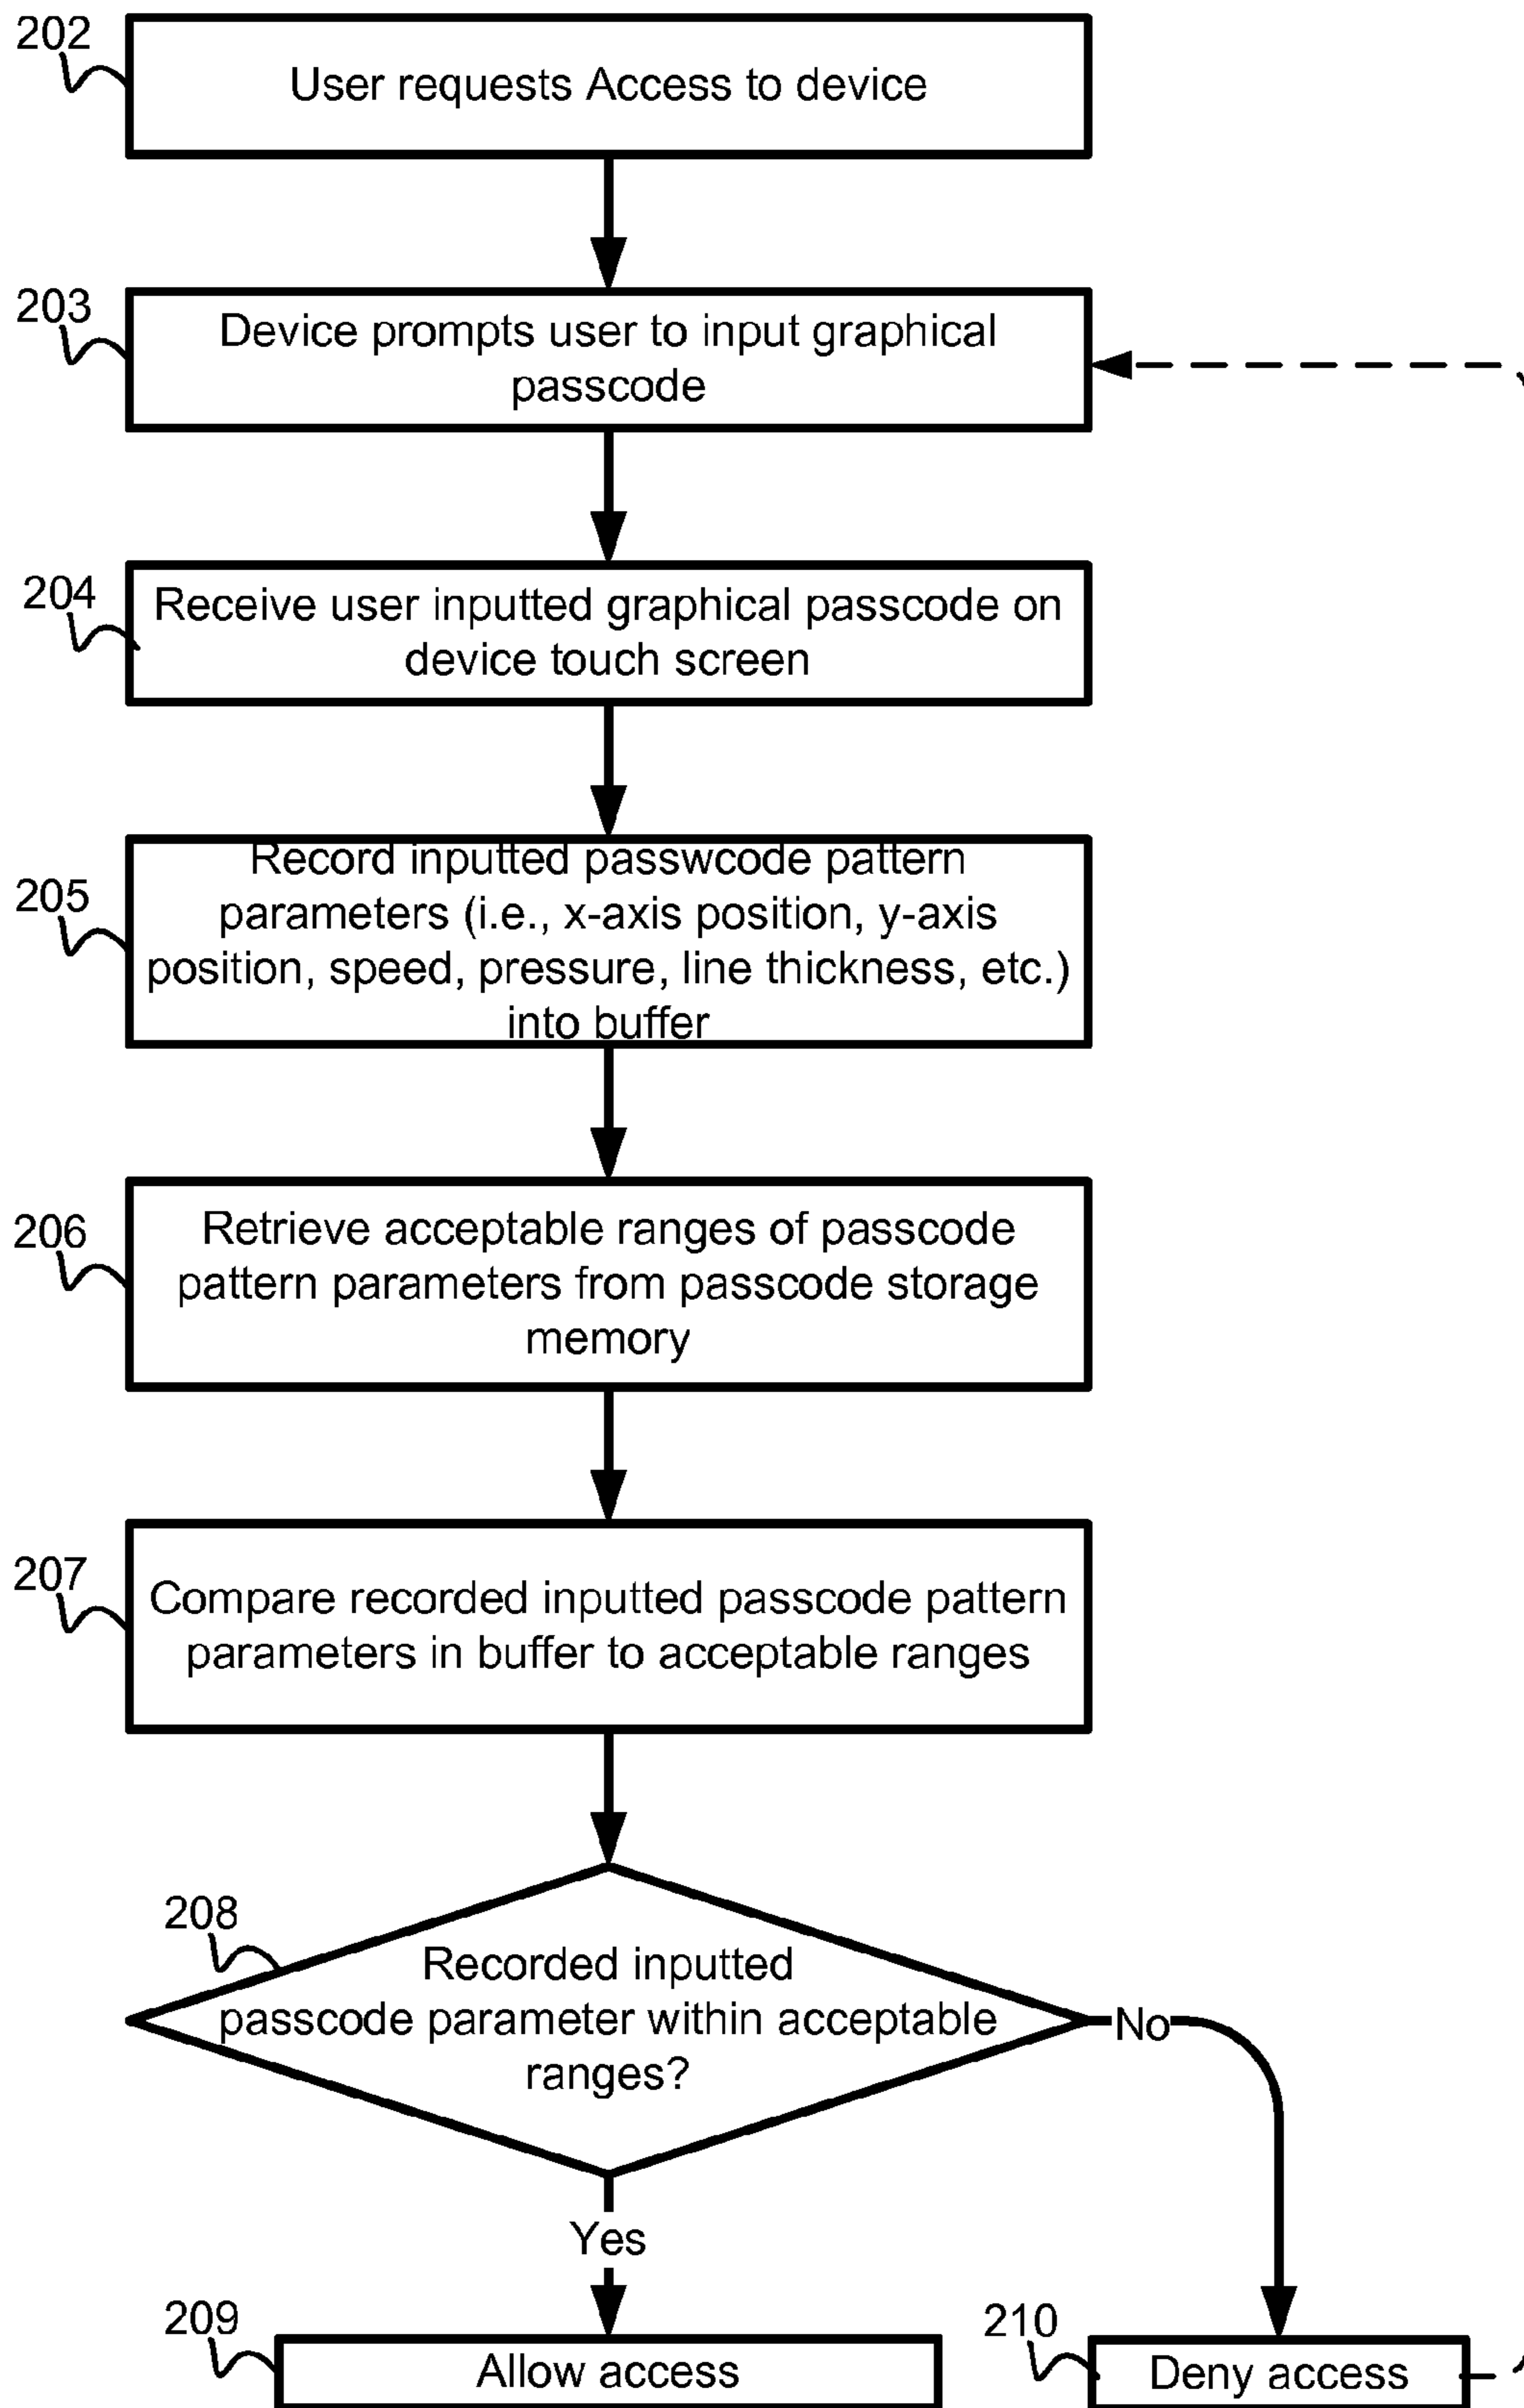 202
User requests Access to device
203
Device prompts user to input graphical
passcode
204
Receive user inputted graphical passcode on
device touch screen
205
Record inputted passwcode pattern
parameters (i.e., x-axis position, y-axis
position, speed, pressure, line thickness, etc.)
into buffer
206
Retrieve acceptable ranges of passcode
pattern parameters from passcode storage
memory
207
Compare recorded inputted passcode pattern
parameters in buffer to acceptable ranges
208
Recorded inputted
passcode parameter within acceptable
ranges?
No
Yes
209
Allow access
210
Deny access